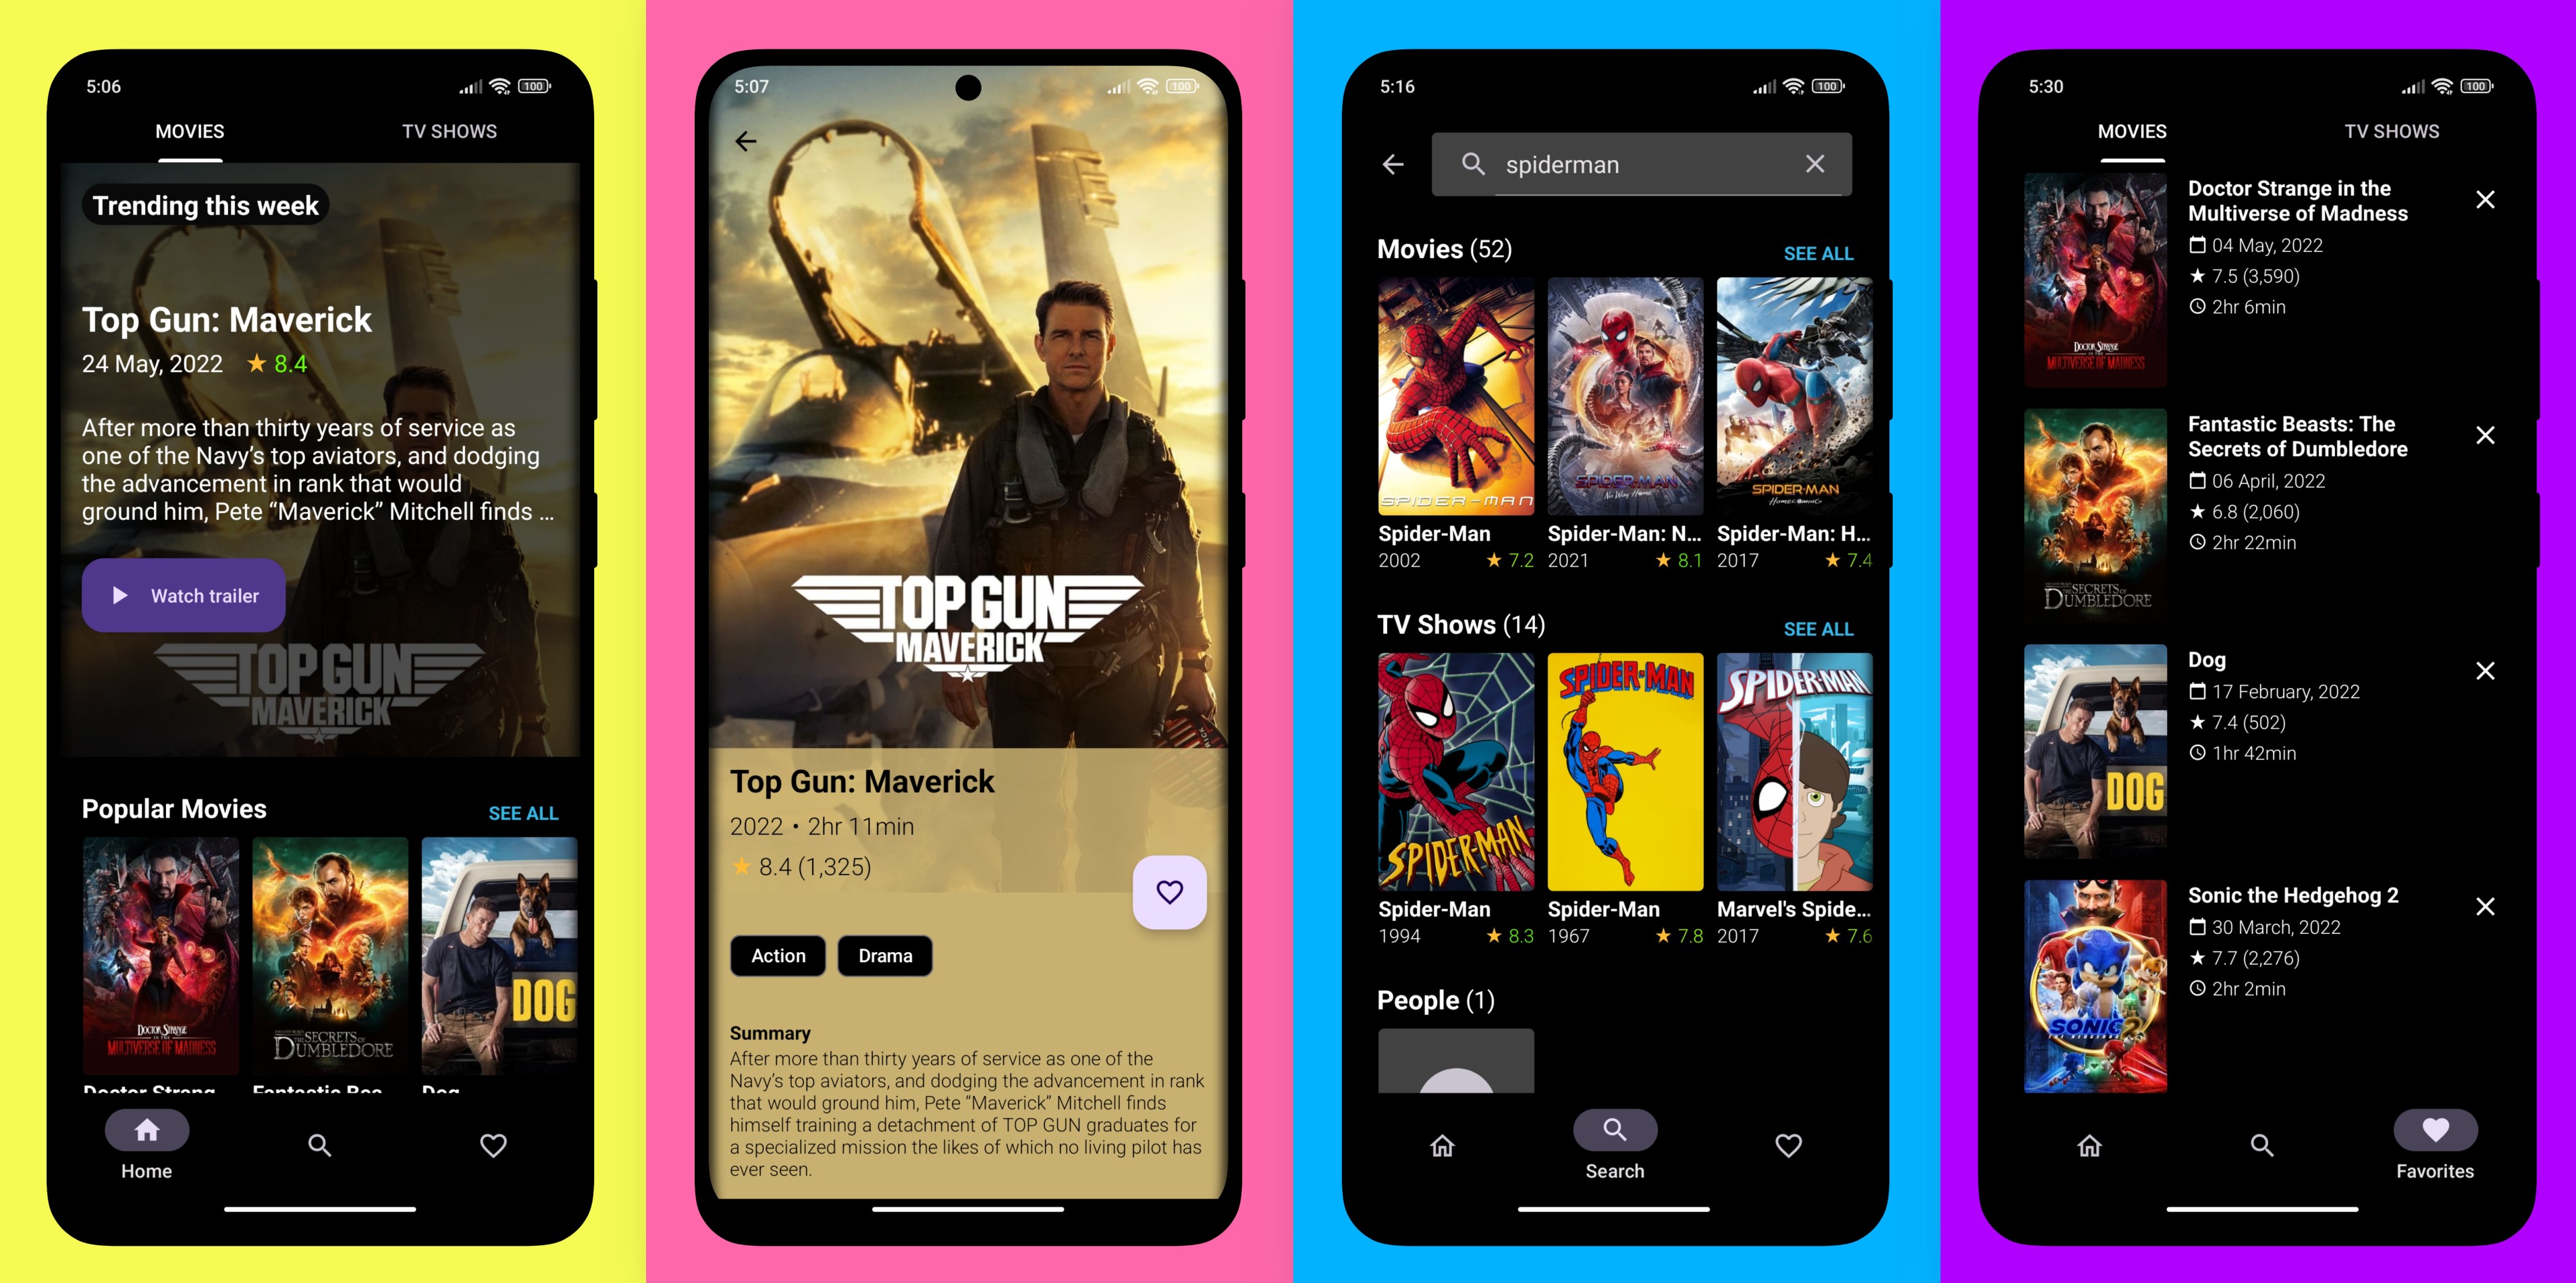 5:06
100
MOVIES
TV SHOWS
Trending this week
Top Gun: Maverick
24 May, 2022 ★ 8.4
After more than thirty years of service as
one of the Navy’s top aviators, and dodging
the advancement in rank that would
ground him, Pete “Maverick” Mitchell finds ...
Watch trailer
TOP GUN
MAVERICK
Popular Movies
SEE ALL
DOCTOR STRANGE
IN THE
MULTIVERSE OF MADNESS
THE SECRETS OF
DUMBLEDORE
DOG
Doctor Strang
Fantastic Bea
Dog
Home
5:07
100
TOP GUN
MAVERICK
Top Gun: Maverick
2022 • 2hr 11min
★ 8.4 (1,325)
Action
Drama
Summary
After more than thirty years of service as one of the
Navy’s top aviators, and dodging the advancement in rank
that would ground him, Pete “Maverick” Mitchell finds
himself training a detachment of TOP GUN graduates for
a specialized mission the likes of which no living pilot has
ever seen.
5:16
100
spiderman
Movies (52)
SEE ALL
SPIDER-MAN
SPIDER-MAN
No Way Home
SPIDER-MAN
HOMECOMING
Spider-Man
2002 ★ 7.2
Spider-Man: N...
2021 ★ 8.1
Spider-Man: H...
2017 ★ 7.4
TV Shows (14)
SEE ALL
SPIDER-MAN
SPIDER-MAN
SPIDER-MAN
Spider-Man
1994 ★ 8.3
Spider-Man
1967 ★ 7.8
Marvel's Spide...
2017 ★ 7.6
People (1)
Search
5:30
100
MOVIES
TV SHOWS
DOCTOR STRANGE
IN THE
MULTIVERSE OF MADNESS
Doctor Strange in the
Multiverse of Madness
04 May, 2022
★ 7.5 (3,590)
2hr 6min
THE SECRETS OF
DUMBLEDORE
Fantastic Beasts: The
Secrets of Dumbledore
06 April, 2022
★ 6.8 (2,060)
2hr 22min
DOG
Dog
17 February, 2022
★ 7.4 (502)
1hr 42min
SONIC 2
THE HEDGEHOG
Sonic the Hedgehog 2
30 March, 2022
★ 7.7 (2,276)
2hr 2min
Favorites